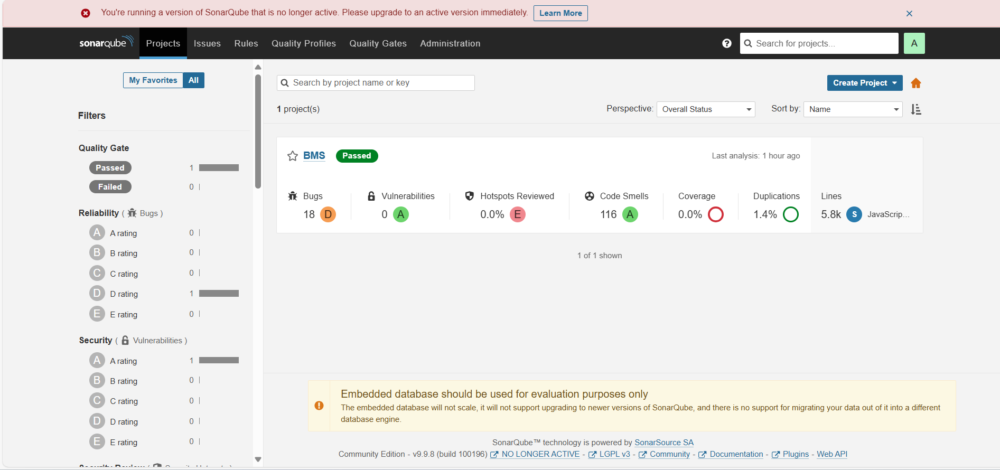 You're running a version of SonarQube that is no longer active. Please upgrade to an active version immediately. Learn More
sonarqube Projects Issues Rules Quality Profiles Quality Gates Administration Search for projects... A
My Favorites All
Filters
Quality Gate
Passed 1
Failed 0
Reliability ( Bugs )
A A rating 0
B B rating 0
C C rating 0
D D rating 1
E E rating 0
Security ( Vulnerabilities )
A A rating 1
B B rating 0
C C rating 0
D D rating 0
E E rating 0
Search by project name or key
Create Project
1 project(s)
Perspective: Overall Status Sort by: Name
BMS Passed Last analysis: 1 hour ago
Bugs Vulnerabilities Hotspots Reviewed Code Smells Coverage Duplications Lines
18 D 0 A 0.0% E 116 A 0.0% 1.4% 5.8k S JavaScrip...
1 of 1 shown
Embedded database should be used for evaluation purposes only
The embedded database will not scale, it will not support upgrading to newer versions of SonarQube, and there is no support for migrating your data out of it into a different
database engine.
SonarQube™ technology is powered by SonarSource SA
Community Edition - v9.9.8 (build 100196) NO LONGER ACTIVE - LGPL v3 - Community - Documentation - Plugins - Web API